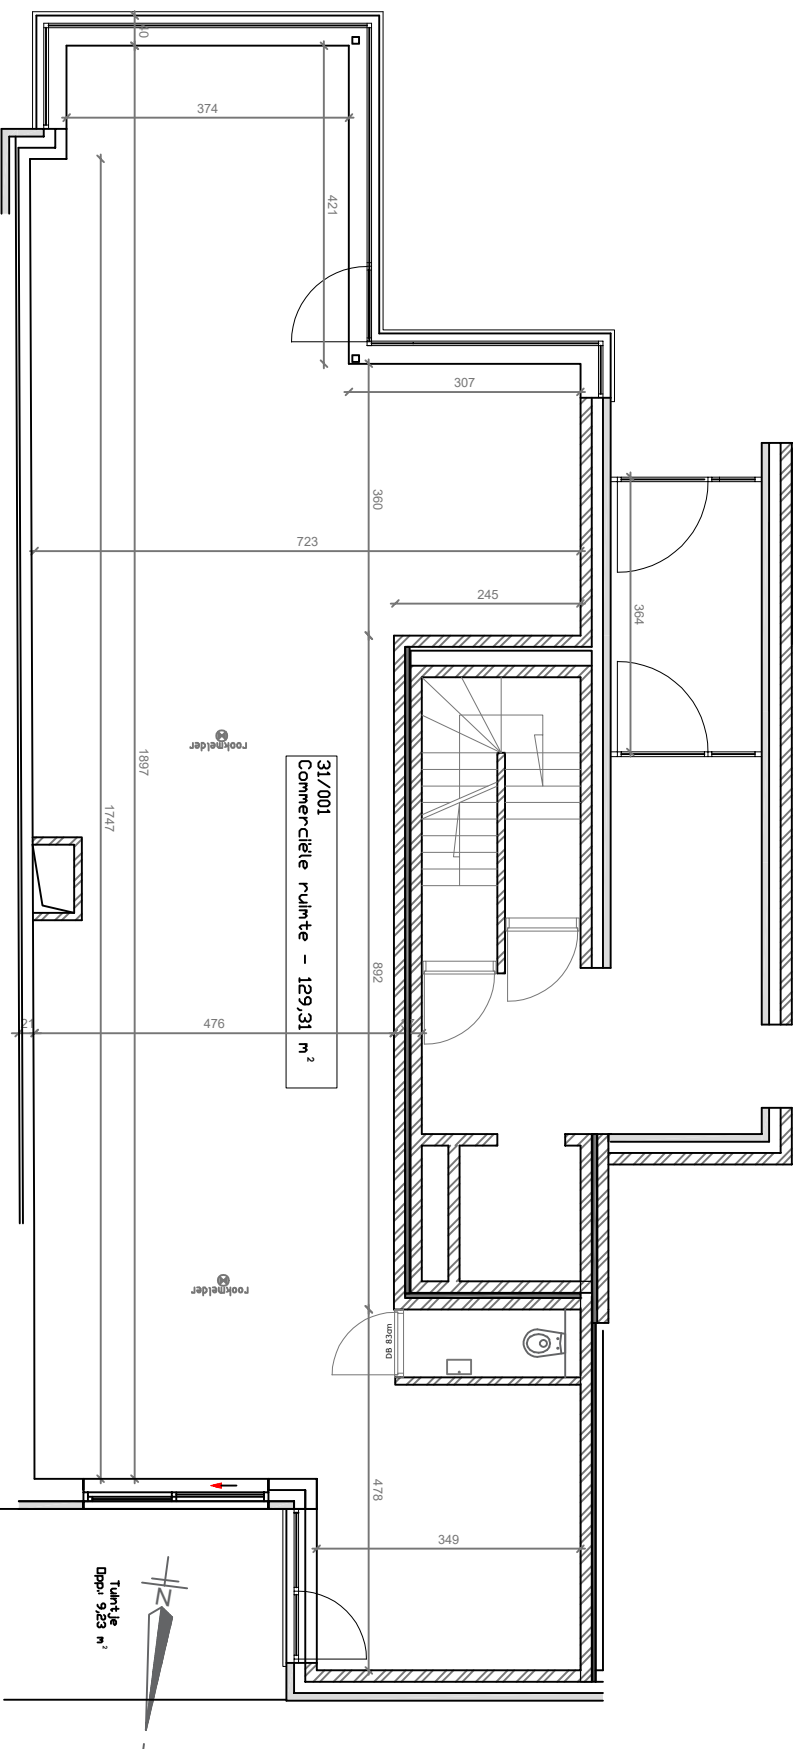 40
374
421
307
360
723
245
364
rookmelder
1897
1747
31/001
Commerciële ruimte - 129,31 m²
892
21
476
rookmelder
DB 83cm
478
349
N
Tuintje
Opp.: 9,23 m²